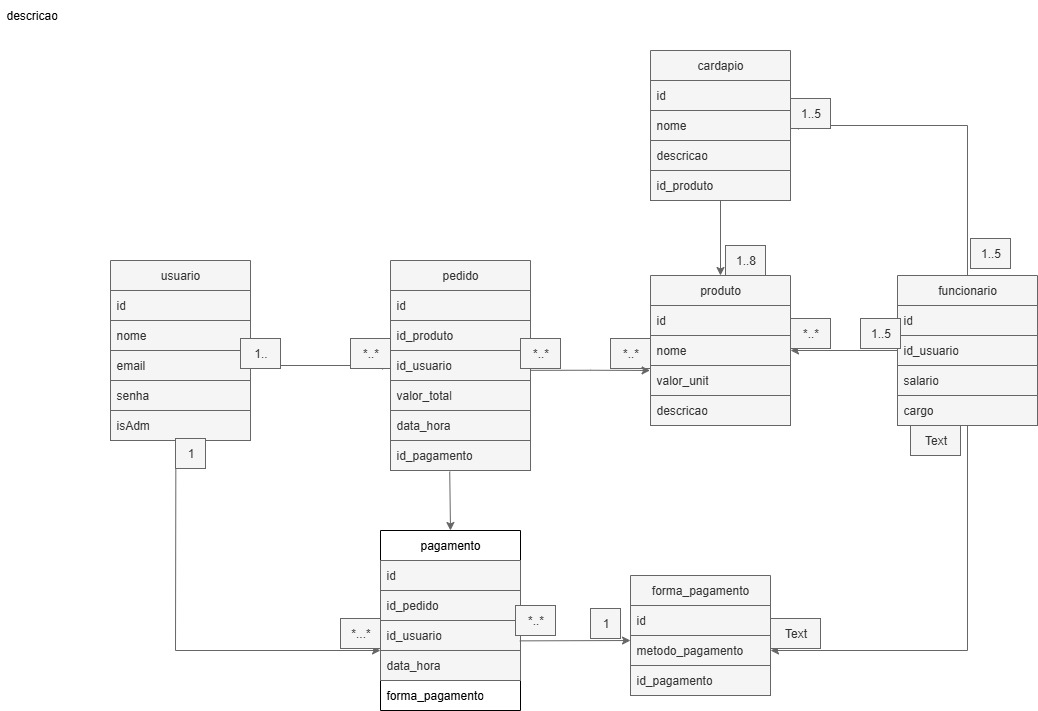 descricao
cardapio
id
nome
descricao
id_produto
1..5
1..5
1..8
usuario
id
nome
email
senha
isAdm
1..
1
pedido
id
id_produto
id_usuario
valor_total
data_hora
id_pagamento
*..*
*..*
produto
id
nome
valor_unit
descricao
*..*
*..*
funcionario
id
id_usuario
salario
cargo
1..5
Text
pagamento
id
id_pedido
id_usuario
data_hora
forma_pagamento
*...*
*..*
forma_pagamento
id
metodo_pagamento
id_pagamento
1
Text